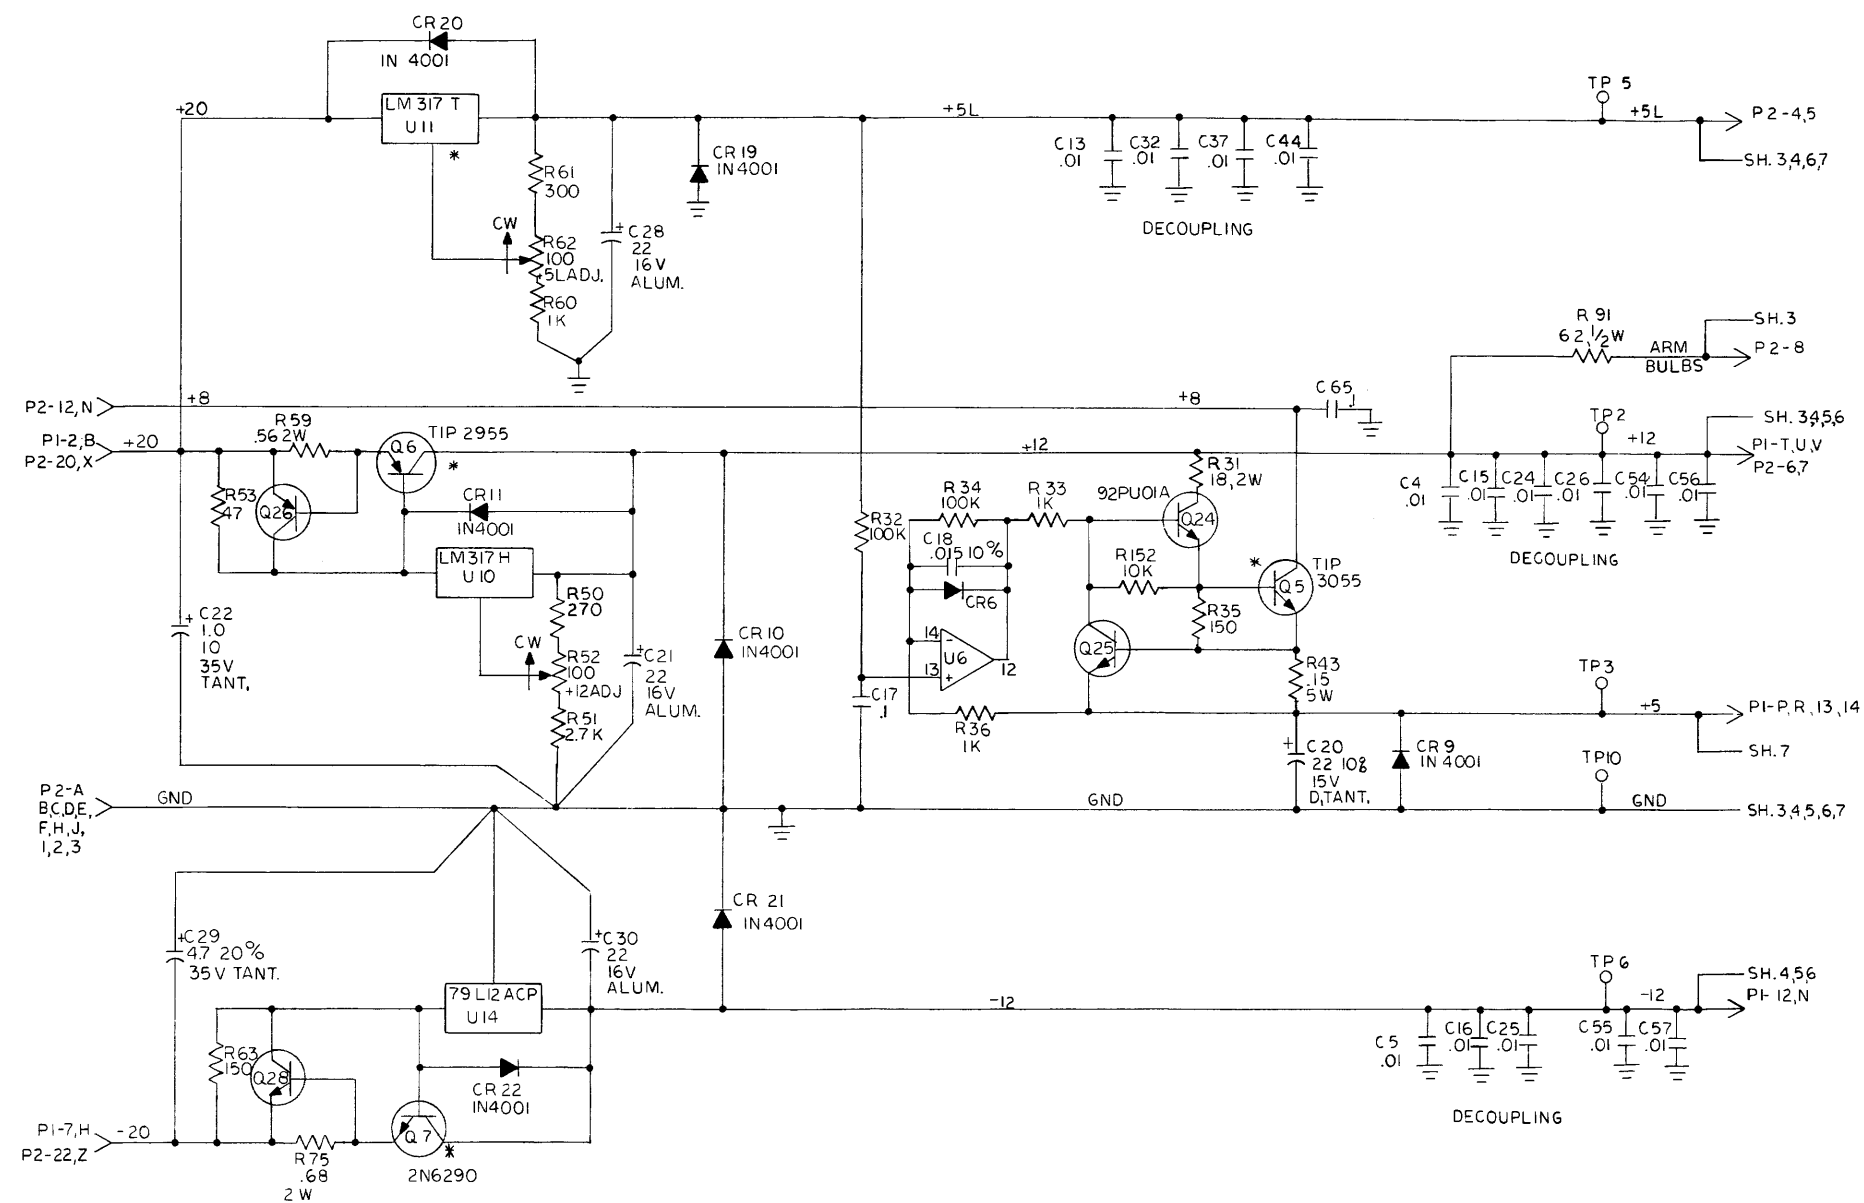 CR 20
IN 4001
+20
LM 317 T
U11
*
R61
300
CW
R62
100
+5LADJ.
R60
1K
+
C28
22
16V
ALUM.
CR 19
IN4001
+5L
C13
.01
C32
.01
C37
.01
C44
.01
DECOUPLING
TP 5
+5L
P2-4,5
SH. 3,4,6,7
R 91
62,1/2W
ARM
BULBS
SH.3
P2-8
P2-12,N
+8
+8
C 65
.1
P1-2,B
P2-20,X
+20
R59
.56 2W
Q6
TIP 2955
*
+12
R53
47
Q26
CR11
IN4001
LM317H
U10
R50
270
CW
R52
100
+12ADJ
R51
2.7K
+
C22
1.0
10
35V
TANT.
+
C21
22
16V
ALUM.
CR 10
IN4001
R32
100K
C17
.1
R 34
100K
C18
.015 10%
CR6
14
-
13
+
U6
12
R36
1K
R 33
1K
92PU01A
Q24
R31
18,2W
R152
10K
Q25
R35
150
*
Q5
TIP
3055
R43
.15
5W
TP2
+12
SH. 3,4,5,6
P1-T,U,V
P2-6,7
C4
.01
C15
.01
C24
.01
C26
.01
C54
.01
C56
.01
DECOUPLING
TP3
+5
P1-P,R,13,14
SH.7
+
C20
22 10%
15V
D,TANT.
CR 9
IN 4001
TP10
P2-A
B,C,D,E,
F,H,J,
1,2,3
GND
GND
GND
SH.3,4,5,6,7
+
C29
4.7 20%
35V TANT.
+
C30
22
16V
ALUM.
CR 21
IN4001
79L12ACP
U14
-12
TP6
-12
SH.4,5,6
P1-12,N
R63
150
Q28
CR22
IN4001
C5
.01
C16
.01
C25
.01
C55
.01
C57
.01
DECOUPLING
P1-7,H
P2-22,Z
-20
R75
.68
2W
Q7
*
2N6290